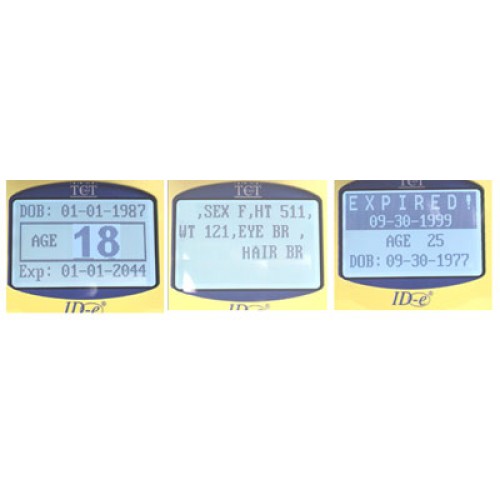 TCT
DOB: 01-01-1987
AGE 18
Exp: 01-01-2044
ID-e®
TCT
,SEX F,HT 511,
WT 121,EYE BR ,
HAIR BR
TCT
EXPIRED!
09-30-1999
AGE 25
DOB: 09-30-1977
ID-e®